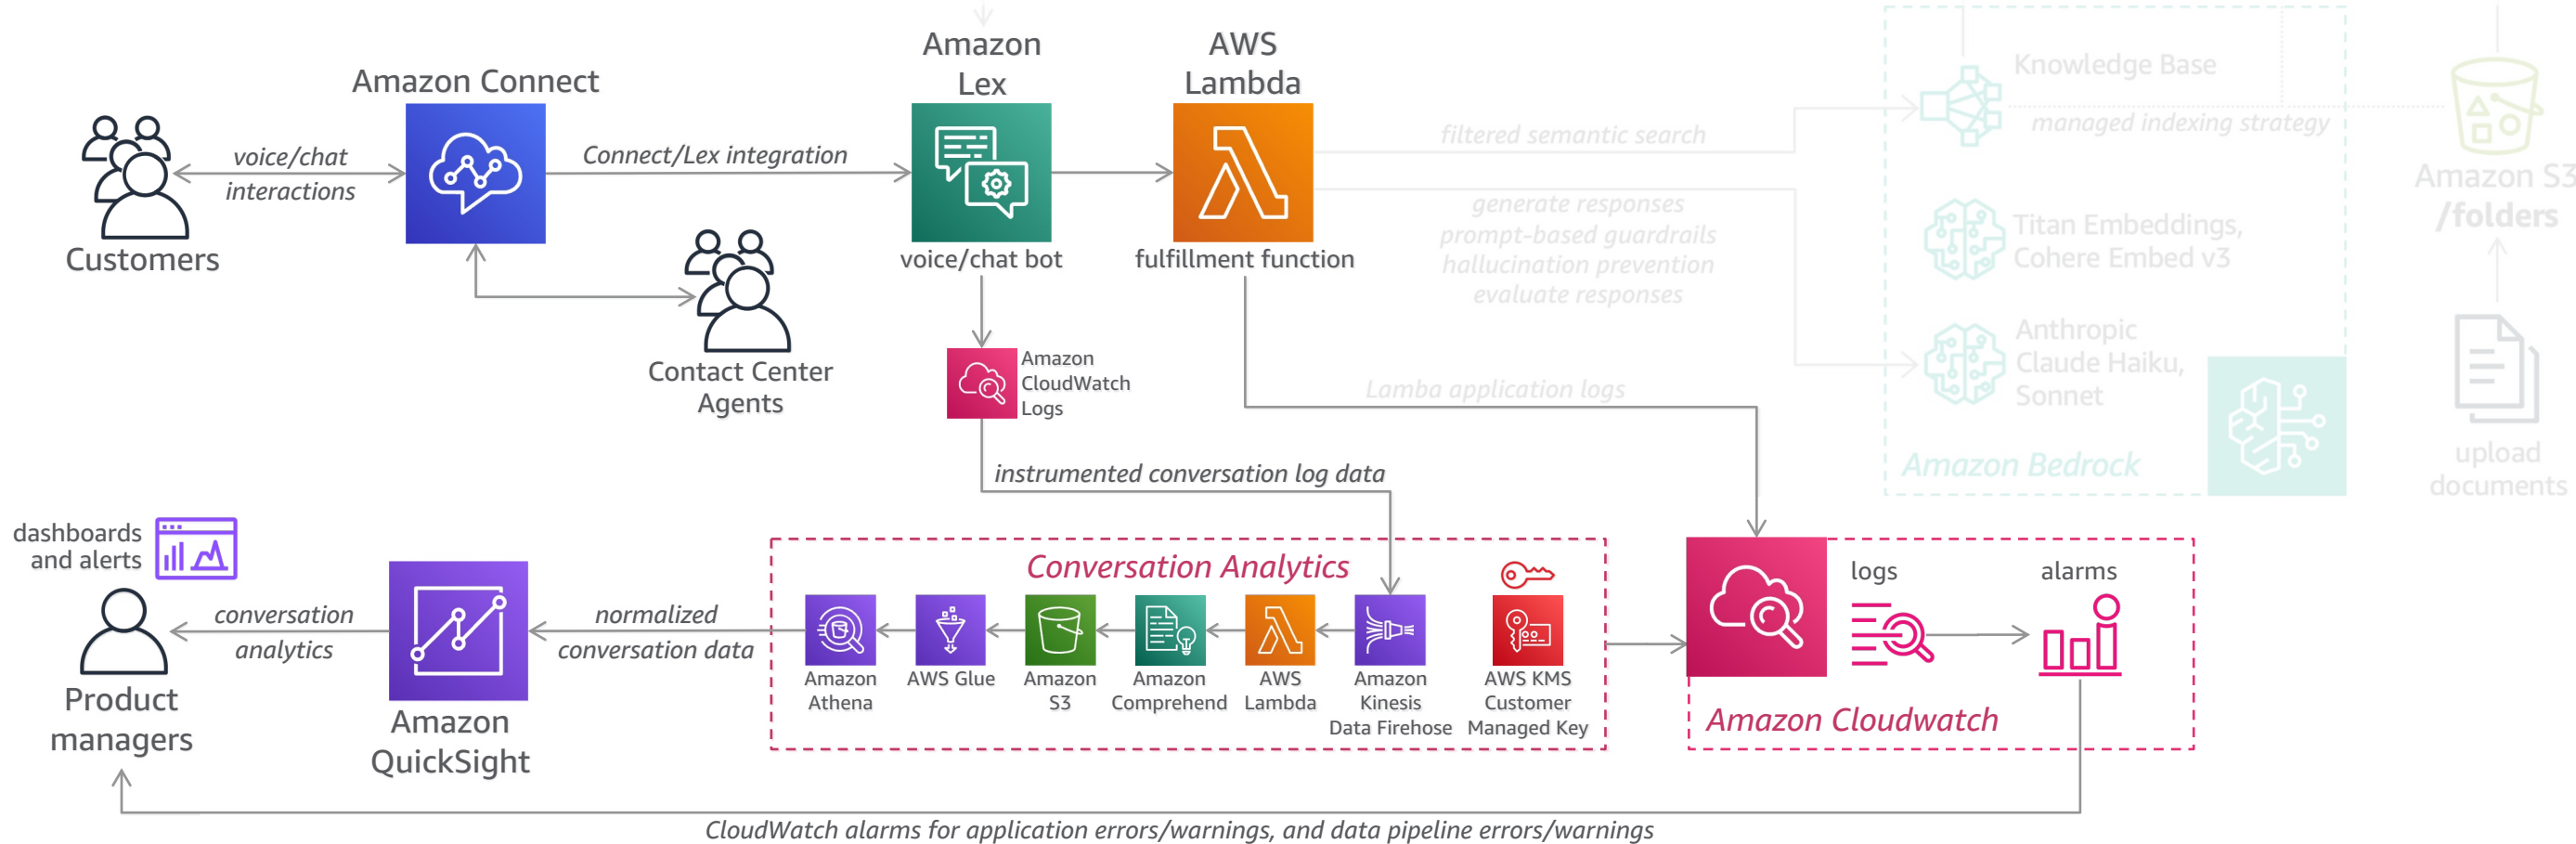 Amazon
Lex
AWS
Lambda
Amazon Connect
Knowledge Base
managed indexing strategy
filtered semantic search
voice/chat
interactions
Connect/Lex integration
Amazon S3
/folders
generate responses
prompt-based guardrails
hallucination prevention
evaluate responses
Titan Embeddings,
Cohere Embed v3
Customers
voice/chat bot
fulfillment function
Contact Center
Agents
Amazon
CloudWatch
Logs
Lamba application logs
Anthropic
Claude Haiku,
Sonnet
Amazon Bedrock
upload
documents
instrumented conversation log data
dashboards
and alerts
Conversation Analytics
logs
alarms
conversation
analytics
normalized
conversation data
Product
managers
Amazon
QuickSight
Amazon
Athena
AWS Glue
Amazon
S3
Amazon
Comprehend
AWS
Lambda
Amazon
Kinesis
Data Firehose
AWS KMS
Customer
Managed Key
Amazon Cloudwatch
CloudWatch alarms for application errors/warnings, and data pipeline errors/warnings